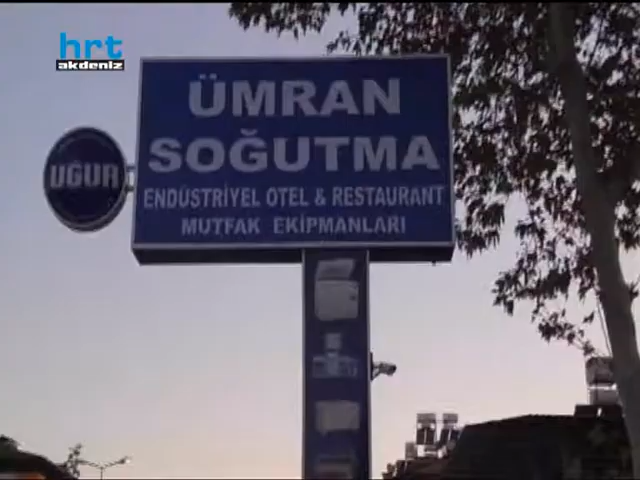 hrt
akdeniz
ÜMRAN
SOĞUTMA
UĞUR
ENDÜSTRİYEL OTEL & RESTAURANT
MUTFAK EKİPMANLARI